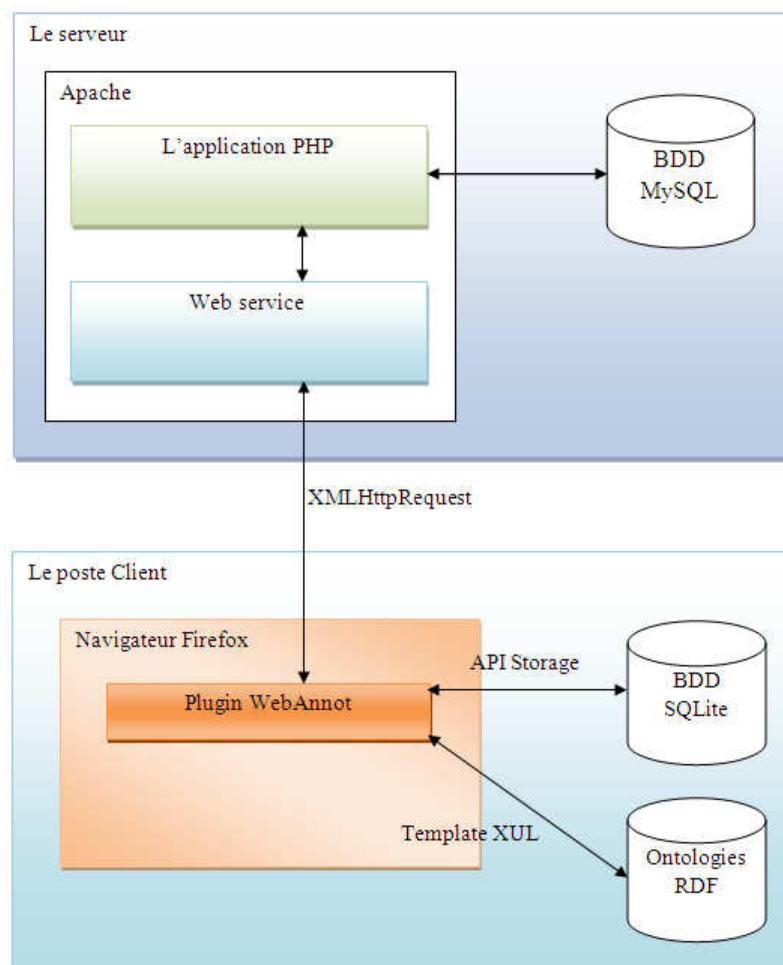 Le serveur
Apache
L'application PHP
BDD
MySQL
Web service
XMLHttpRequest
Le poste Client
Navigateur Firefox
API Storage
BDD
SQLite
Plugin WebAnnot
Template XUL
Ontologies
RDF